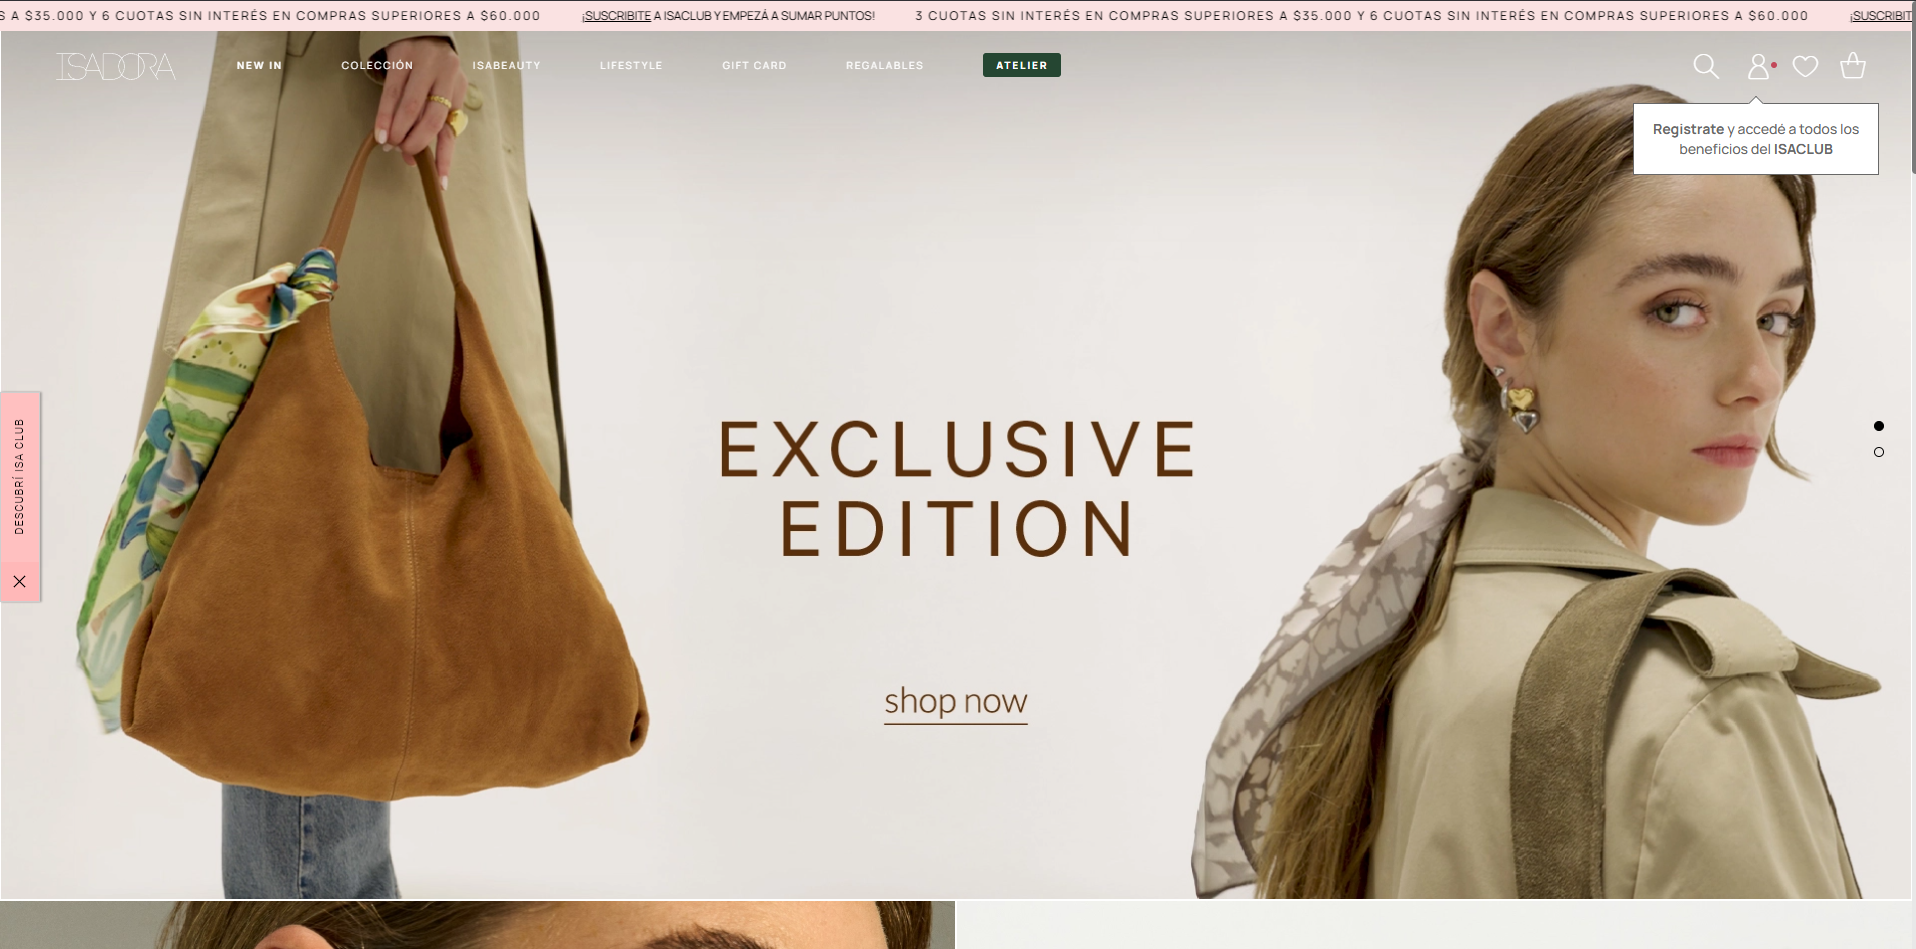 S A $35.000 Y 6 CUOTAS SIN INTERÉS EN COMPRAS SUPERIORES A $60.000 ¡SUSCRIBITE A ISACLUB Y EMPEZÁ A SUMAR PUNTOS! 3 CUOTAS SIN INTERÉS EN COMPRAS SUPERIORES A $35.000 Y 6 CUOTAS SIN INTERÉS EN COMPRAS SUPERIORES A $60.000 ¡SUSCRIBIT
ISADORA NEW IN COLECCIÓN ISABEAUTY LIFESTYLE GIFT CARD REGALABLES ATELIER
Registrate y accedé a todos los
beneficios del ISACLUB
DESCUBRÍ ISA CLUB
EXCLUSIVE
EDITION
shop now